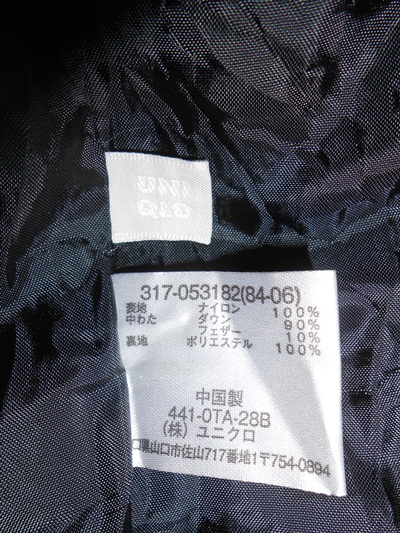 317-053182(84-06)
表地 ナイロン 100%
中わた ダウン 90%
フェザー 10%
裏地 ポリエステル 100%
中国製
441-0TA-28B
(株) ユニクロ
口県山口市佐山717番地1〒754-0894